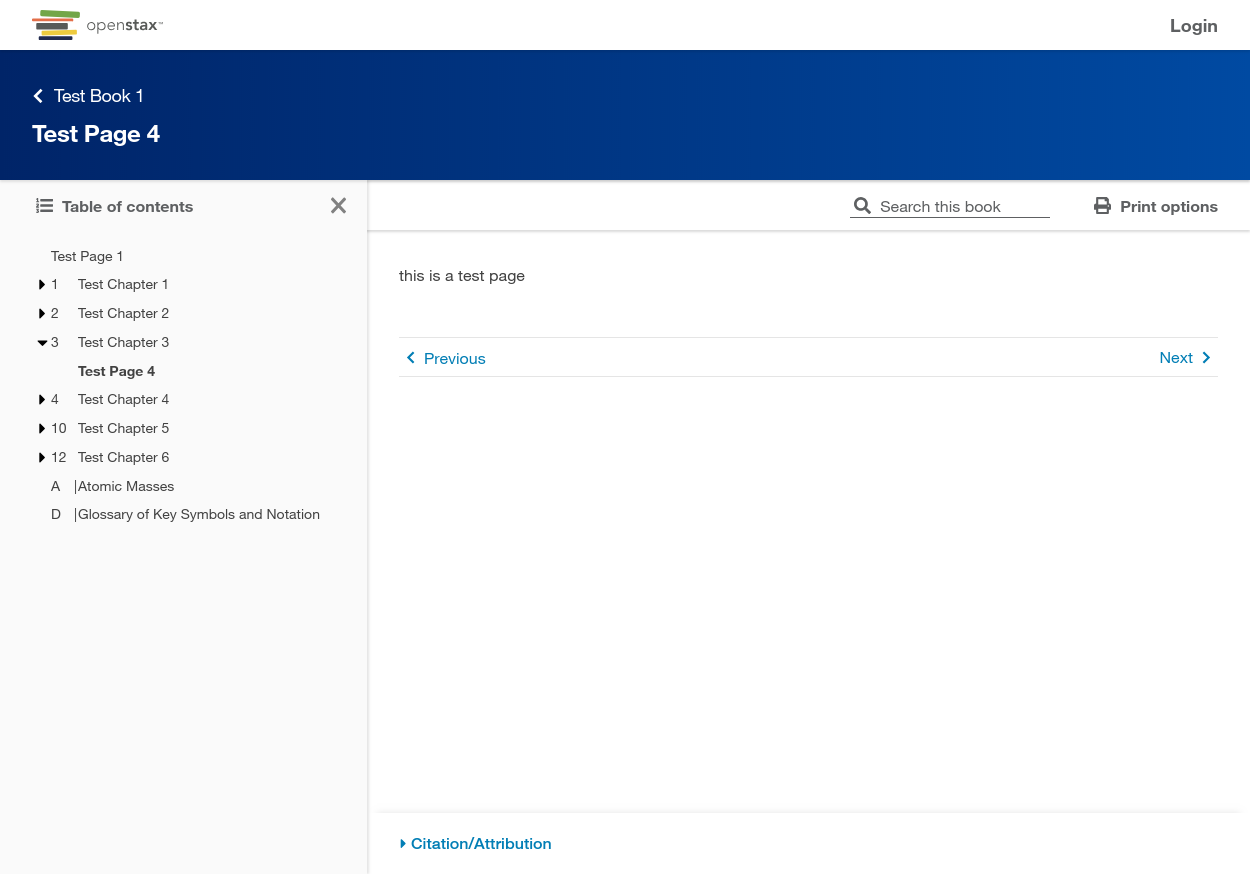 openstax™
Login
Test Book 1
Test Page 4
Table of contents
Search this book
Print options
Test Page 1
1 Test Chapter 1
2 Test Chapter 2
3 Test Chapter 3
Test Page 4
4 Test Chapter 4
10 Test Chapter 5
12 Test Chapter 6
A |Atomic Masses
D |Glossary of Key Symbols and Notation
this is a test page
Previous
Next
Citation/Attribution